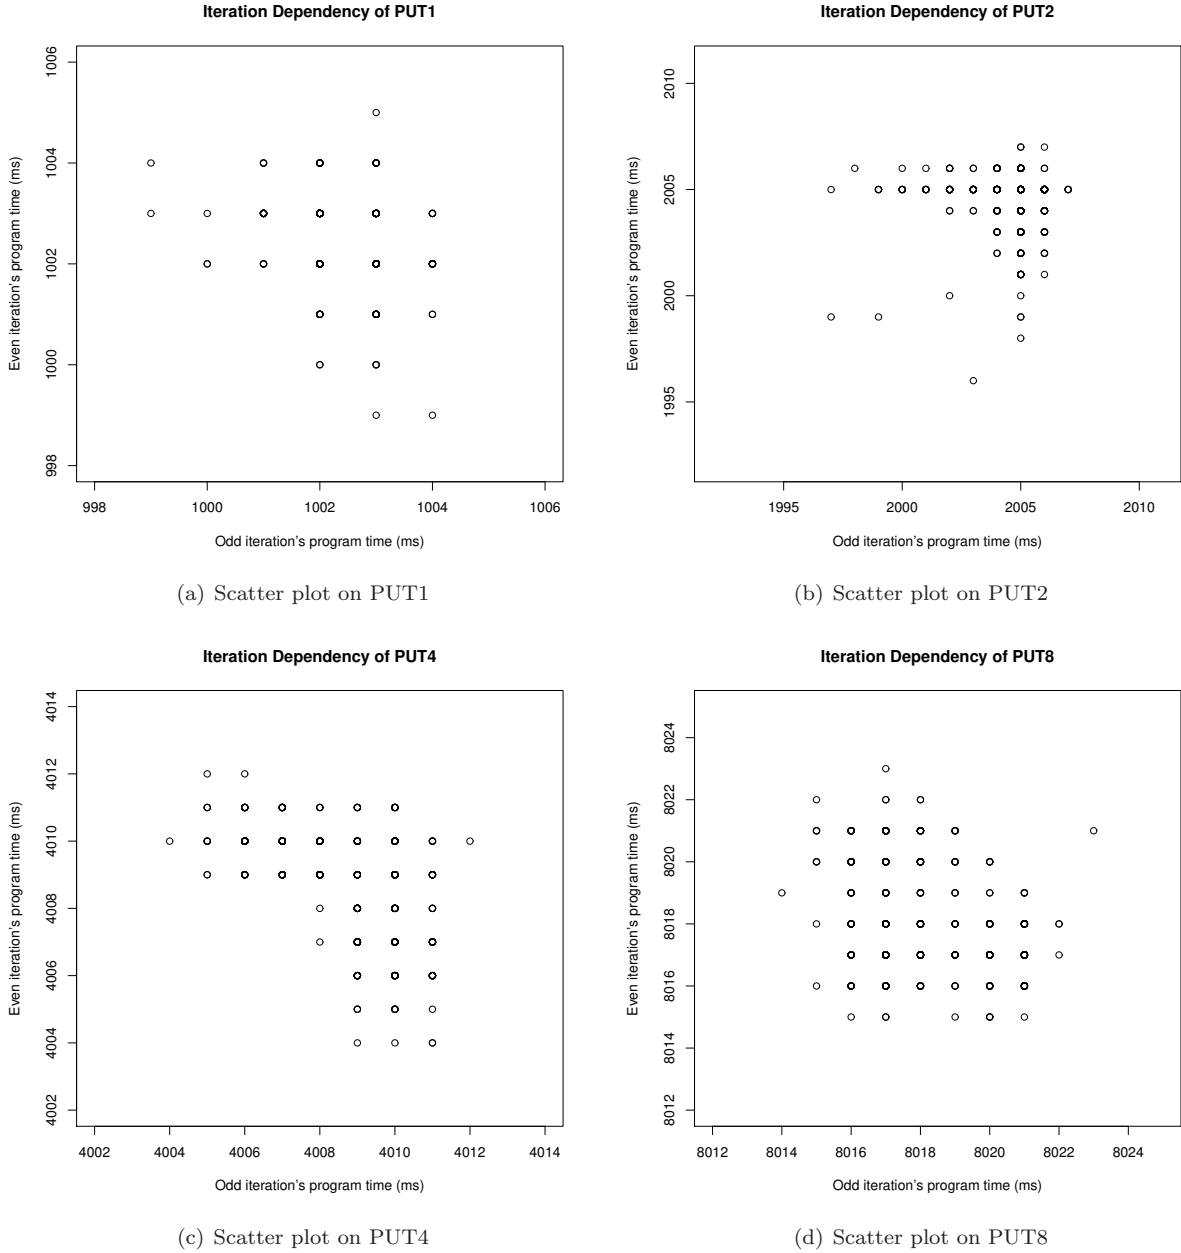 Iteration Dependency of PUT1
Even iteration's program time (ms)
998 1000 1002 1004 1006
998 1000 1002 1004 1006
Odd iteration's program time (ms)
(a) Scatter plot on PUT1
Iteration Dependency of PUT2
Even iteration's program time (ms)
1995 2000 2005 2010
1995 2000 2005 2010
Odd iteration's program time (ms)
(b) Scatter plot on PUT2
Iteration Dependency of PUT4
Even iteration's program time (ms)
4002 4004 4006 4008 4010 4012 4014
4002 4004 4006 4008 4010 4012 4014
Odd iteration's program time (ms)
(c) Scatter plot on PUT4
Iteration Dependency of PUT8
Even iteration's program time (ms)
8012 8014 8016 8018 8020 8022 8024
8012 8014 8016 8018 8020 8022 8024
Odd iteration's program time (ms)
(d) Scatter plot on PUT8